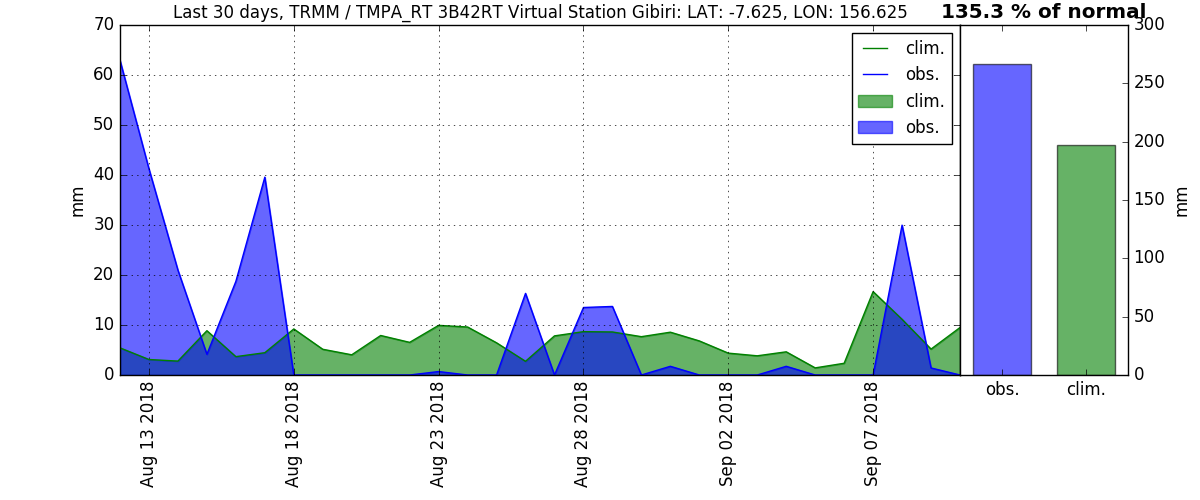 Last 30 days, TRMM / TMPA_RT 3B42RT Virtual Station Gibiri: LAT: -7.625, LON: 156.625
135.3 % of normal
70
60
50
40
30
20
10
0
mm
clim.
obs.
clim.
obs.
Aug 13 2018
Aug 18 2018
Aug 23 2018
Aug 28 2018
Sep 02 2018
Sep 07 2018
300
250
200
150
100
50
0
mm
obs.
clim.